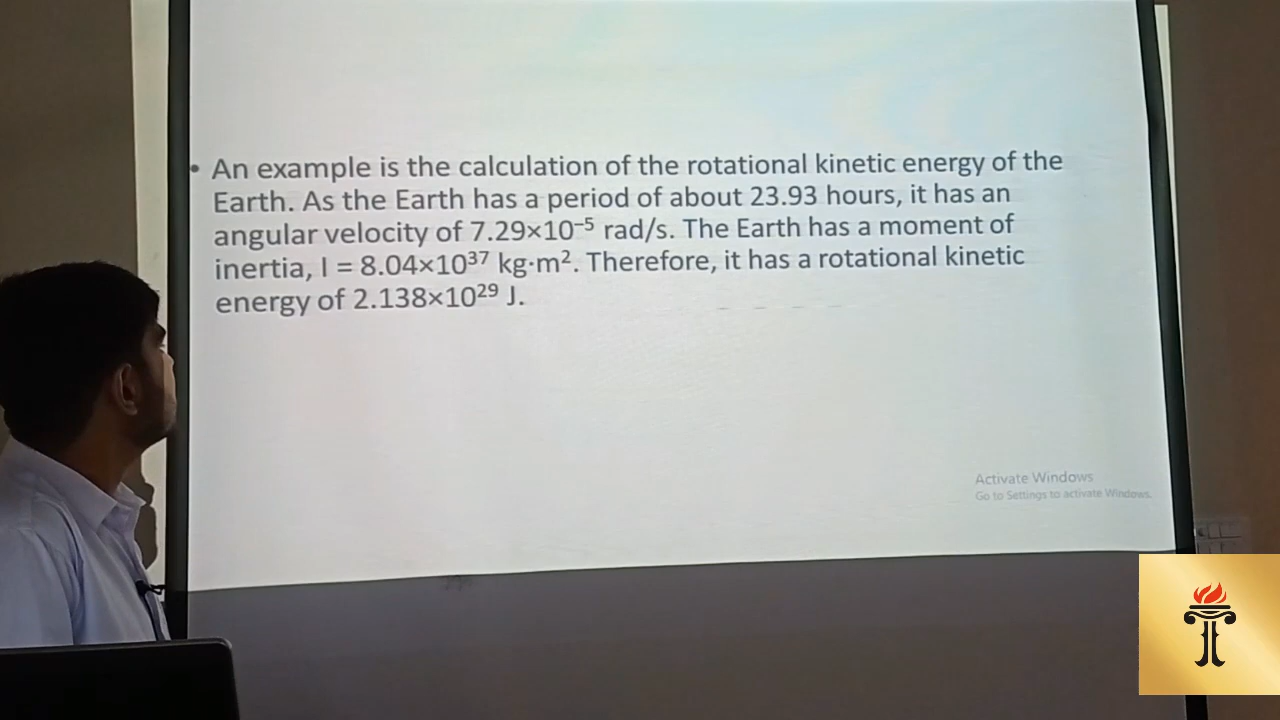 • An example is the calculation of the rotational kinetic energy of the
Earth. As the Earth has a period of about 23.93 hours, it has an
angular velocity of 7.29×10⁻⁵ rad/s. The Earth has a moment of
inertia, I = 8.04×10³⁷ kg·m². Therefore, it has a rotational kinetic
energy of 2.138×10²⁹ J.
Activate Windows
Go to Settings to activate Windows.